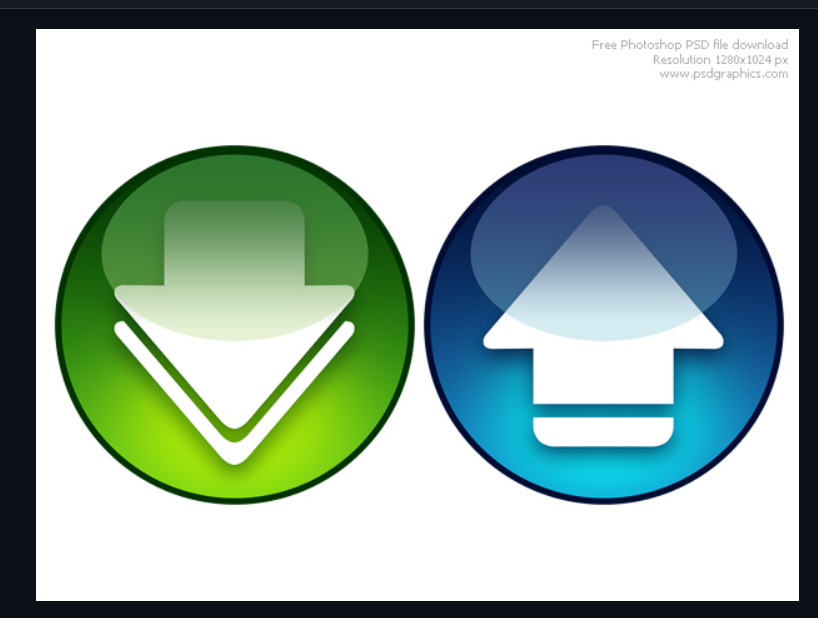 Free Photoshop PSD file download
Resolution 1280x1024 px
www.psdgraphics.com